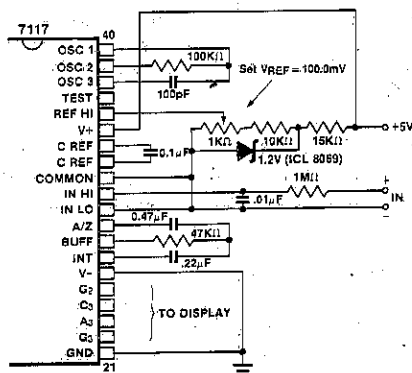 7117
40
OSC 1
OSC 2
100KΩ
OSC 3
100pF
TEST
Set VREF = 100.0mV
REF HI
V+
1KΩ
10KΩ
15KΩ
+5V
C REF
0.1μF
1.2V (ICL 8069)
C REF
COMMON
1MΩ
+
IN HI
.01μF
IN
IN LO
−
0.47μF
A/Z
BUFF
47KΩ
INT
.22μF
V−
G2
C3
TO DISPLAY
A3
G3
GND
21